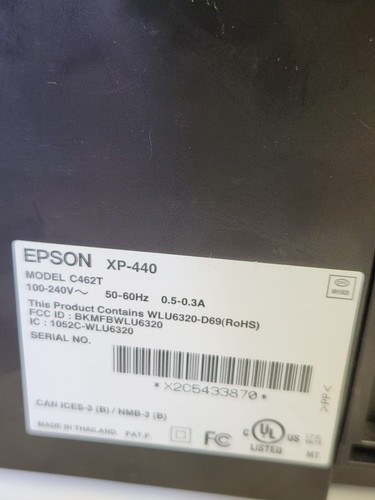 EPSON XP-440
MODEL C462T
100-240V~ 50-60Hz 0.5-0.3A
This Product Contains WLU6320-D69(RoHS)
FCC ID : BKMFBWLU6320
IC : 1052C-WLU6320
SERIAL NO.
*X2C5433870*
>PP<
CAN ICES-3 (B) / NMB-3 (B)
MADE IN THAILAND. PAT.P.
FC
c UL US
LISTED
MT